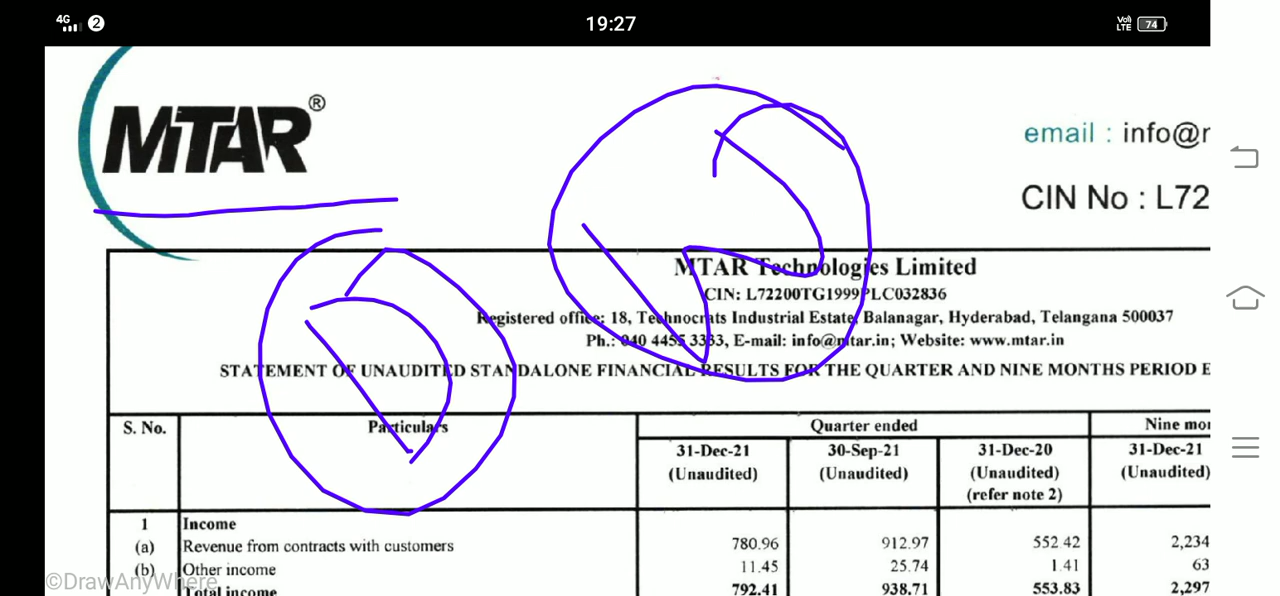 4G 2 19:27 VoI) LTE 74
MTAR®
email : info@r
CIN No : L72
MTAR Technologies Limited
CIN: L72200TG1999PLC032836
Registered office: 18, Technocrats Industrial Estate, Balanagar, Hyderabad, Telangana 500037
Ph.: 040 4455 3333, E-mail: info@mtar.in; Website: www.mtar.in
STATEMENT OF UNAUDITED STANDALONE FINANCIAL RESULTS FOR THE QUARTER AND NINE MONTHS PERIOD E
S. No. Particulars Quarter ended Nine mo
31-Dec-21 30-Sep-21 31-Dec-20 31-Dec-21
(Unaudited) (Unaudited) (Unaudited) (Unaudited)
(refer note 2)
1 Income
(a) Revenue from contracts with customers 780.96 912.97 552.42 2,234
(b) Other income 11.45 25.74 1.41 63
Total income 792.41 938.71 553.83 2,297
©DrawAnyWhere